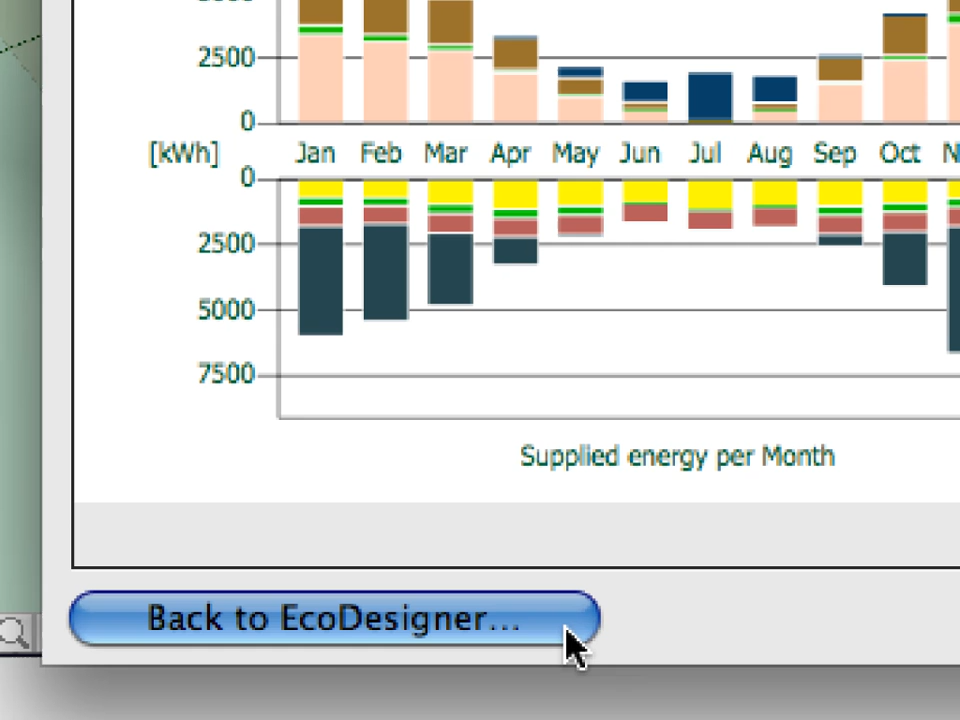 2500
0
[kWh] Jan Feb Mar Apr May Jun Jul Aug Sep Oct
0
2500
5000
7500
Supplied energy per Month
Back to EcoDesigner...